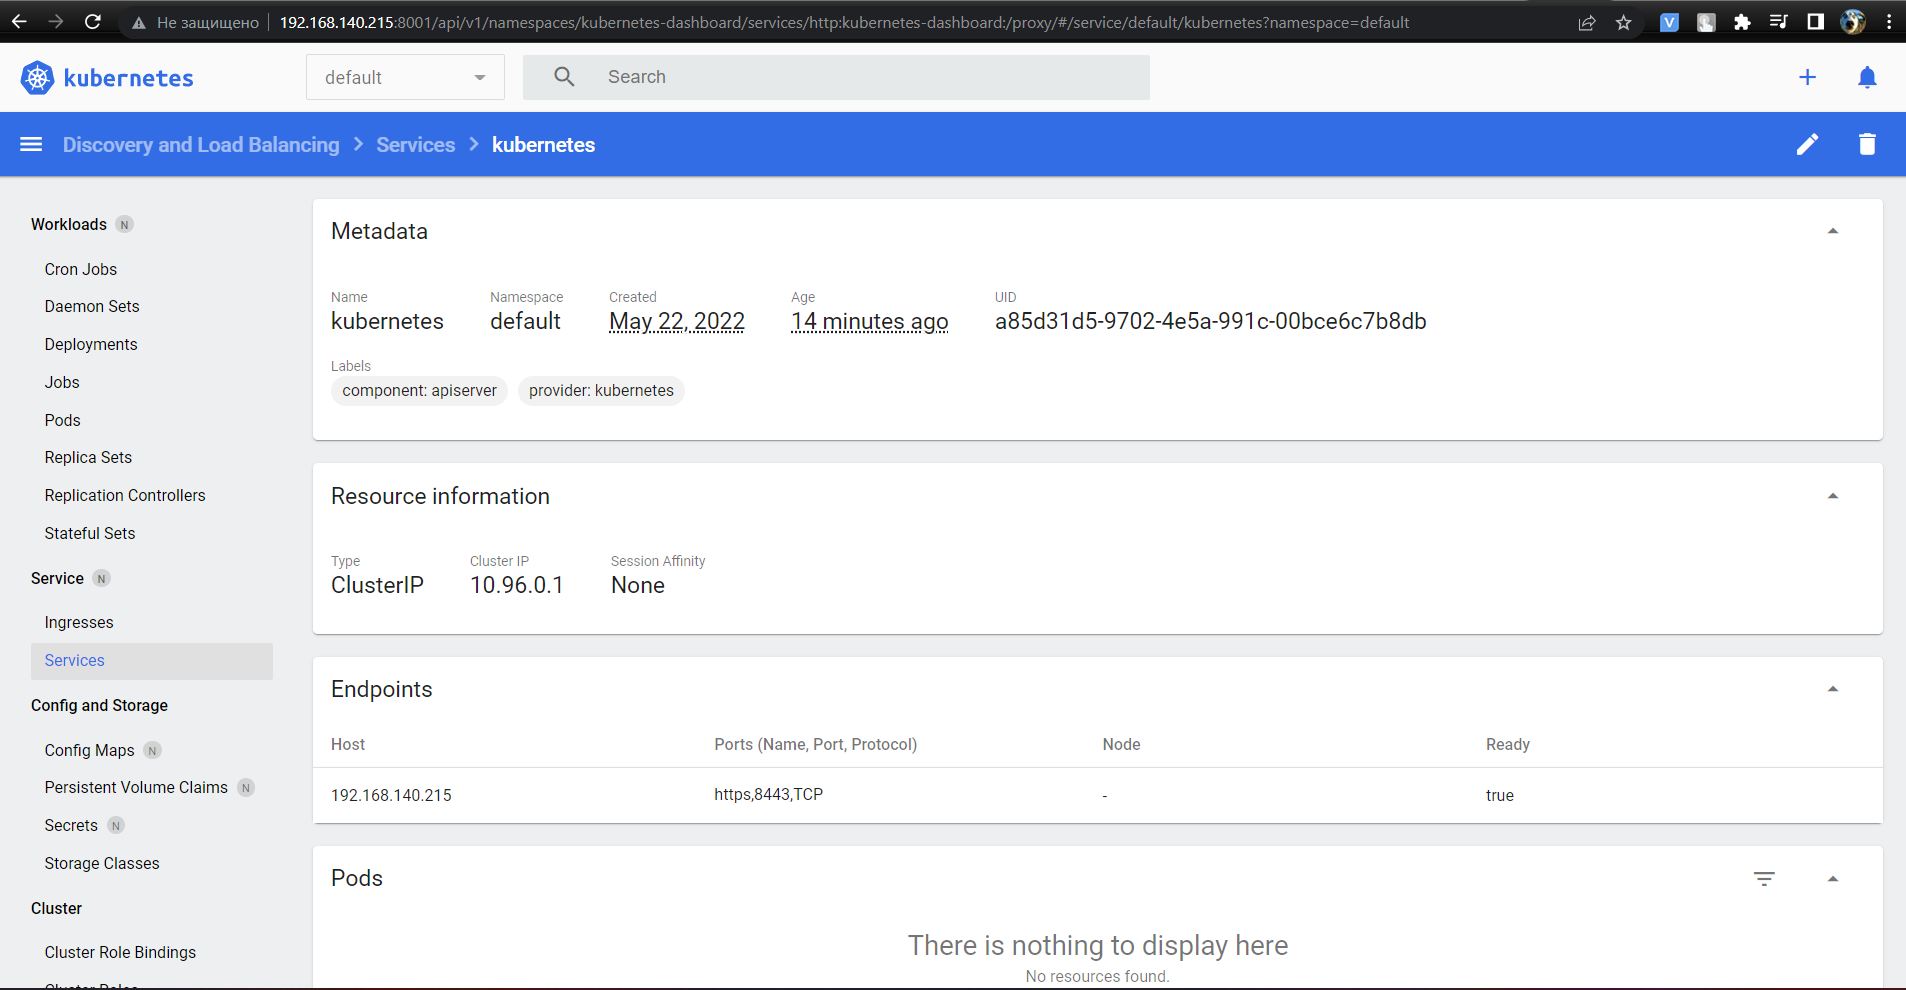 Не защищено 192.168.140.215:8001/api/v1/namespaces/kubernetes-dashboard/services/http:kubernetes-dashboard:/proxy/#/service/default/kubernetes?namespace=default
V
kubernetes
default
Search
Discovery and Load Balancing
Services
kubernetes
Workloads N
Cron Jobs
Daemon Sets
Deployments
Jobs
Pods
Replica Sets
Replication Controllers
Stateful Sets
Service N
Ingresses
Services
Config and Storage
Config Maps N
Persistent Volume Claims N
Secrets N
Storage Classes
Cluster
Cluster Role Bindings
Cluster Roles
Metadata
Name Namespace Created Age UID
kubernetes default May 22, 2022 14 minutes ago a85d31d5-9702-4e5a-991c-00bce6c7b8db
Labels
component: apiserver provider: kubernetes
Resource information
Type Cluster IP Session Affinity
ClusterIP 10.96.0.1 None
Endpoints
Host Ports (Name, Port, Protocol) Node Ready
192.168.140.215 https,8443,TCP - true
Pods
There is nothing to display here
No resources found.